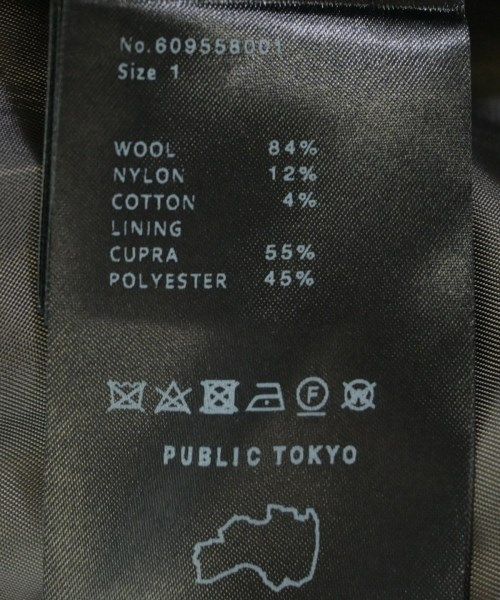 No.609558001
Size 1
WOOL 84%
NYLON 12%
COTTON 4%
LINING
CUPRA 55%
POLYESTER 45%
F W
PUBLIC TOKYO